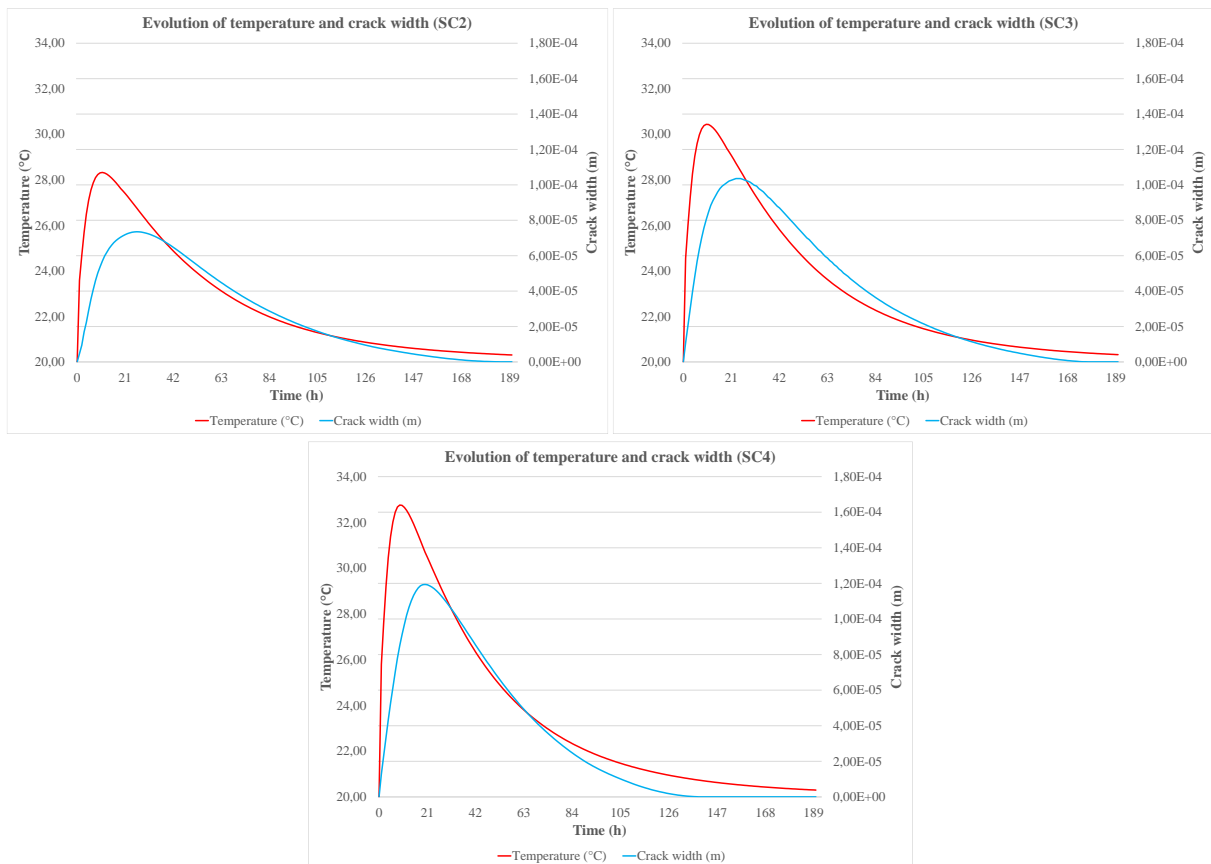 Evolution of temperature and crack width (SC2)
34,00
32,00
30,00
28,00
26,00
24,00
22,00
20,00
Temperature (°C)
1,80E-04
1,60E-04
1,40E-04
1,20E-04
1,00E-04
8,00E-05
6,00E-05
4,00E-05
2,00E-05
0,00E+00
Crack width (m)
0 21 42 63 84 105 126 147 168 189
Time (h)
Temperature (°C) Crack width (m)
Evolution of temperature and crack width (SC3)
34,00
32,00
30,00
28,00
26,00
24,00
22,00
20,00
Temperature (°C)
1,80E-04
1,60E-04
1,40E-04
1,20E-04
1,00E-04
8,00E-05
6,00E-05
4,00E-05
2,00E-05
0,00E+00
Crack width (m)
0 21 42 63 84 105 126 147 168 189
Time (h)
Temperature (°C) Crack width (m)
Evolution of temperature and crack width (SC4)
34,00
32,00
30,00
28,00
26,00
24,00
22,00
20,00
Temperature (°C)
1,80E-04
1,60E-04
1,40E-04
1,20E-04
1,00E-04
8,00E-05
6,00E-05
4,00E-05
2,00E-05
0,00E+00
Crack width (m)
0 21 42 63 84 105 126 147 168 189
Time (h)
Temperature (°C) Crack width (m)